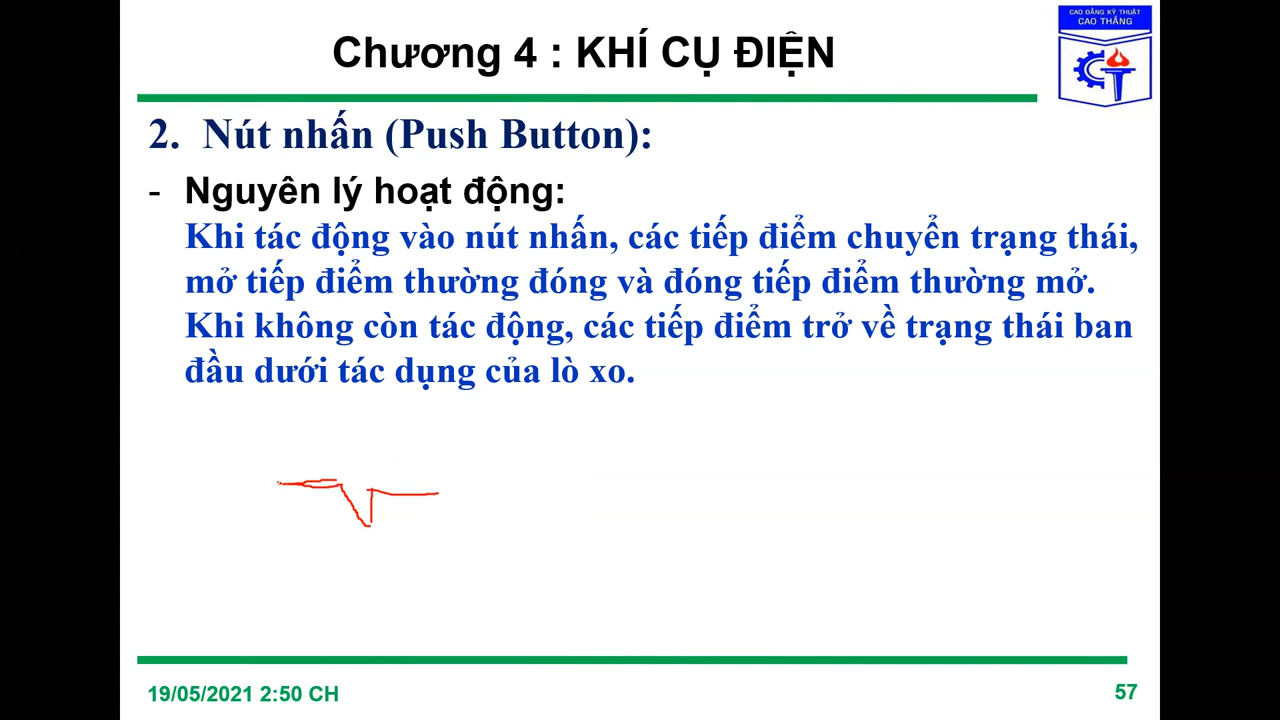 CAO ĐẲNG KỸ THUẬT
CAO THẮNG
Chương 4 : KHÍ CỤ ĐIỆN
2. Nút nhấn (Push Button):
- Nguyên lý hoạt động:
Khi tác động vào nút nhấn, các tiếp điểm chuyển trạng thái,
mở tiếp điểm thường đóng và đóng tiếp điểm thường mở.
Khi không còn tác động, các tiếp điểm trở về trạng thái ban
đầu dưới tác dụng của lò xo.
19/05/2021 2:50 CH
57